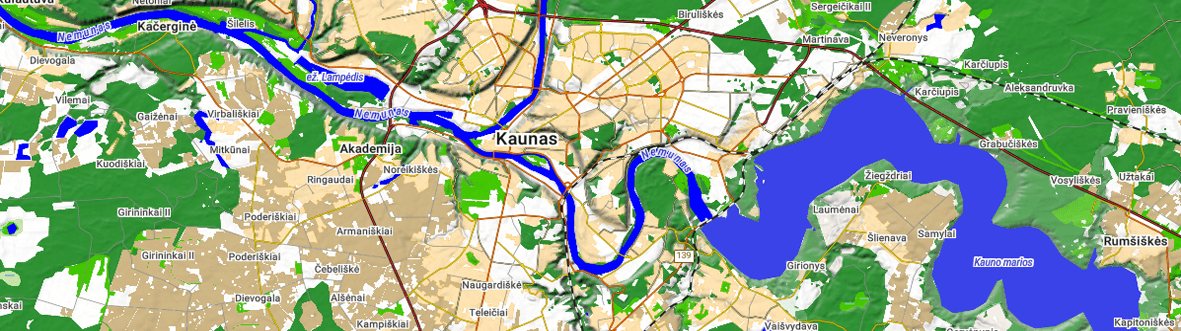 Netoniai
Biruliškės
Sergeičikai II
Kačerginė
Šilelis
Nemunas
Martinava
Neveronys
Dievogala
Karčiupis
ež. Lampėdis
Aleksandruvka
Karčiupis
Vilemai
Gaižėnai
Virbališkiai
Nemunas
Pravieniškės
Kaunas
Grabučiškės
Mitkūnai
Akademija
Nemunas
Kuodiškiai
Noreikiškės
Ringaudai
Žiegždriai
Vosyliškės
Užtakai
Girininkai II
Poderiškiai
Laumėnai
Armaniškiai
Šlienava
Samylai
Rumšiškės
Girininkai II
Poderiškiai
139
Čebeliškė
Girionys
Kauno marios
Naugardiškė
Dievogala
Alšėnai
Teleičiai
Kampiškiai
Vaišvydava
Kapitoniškės